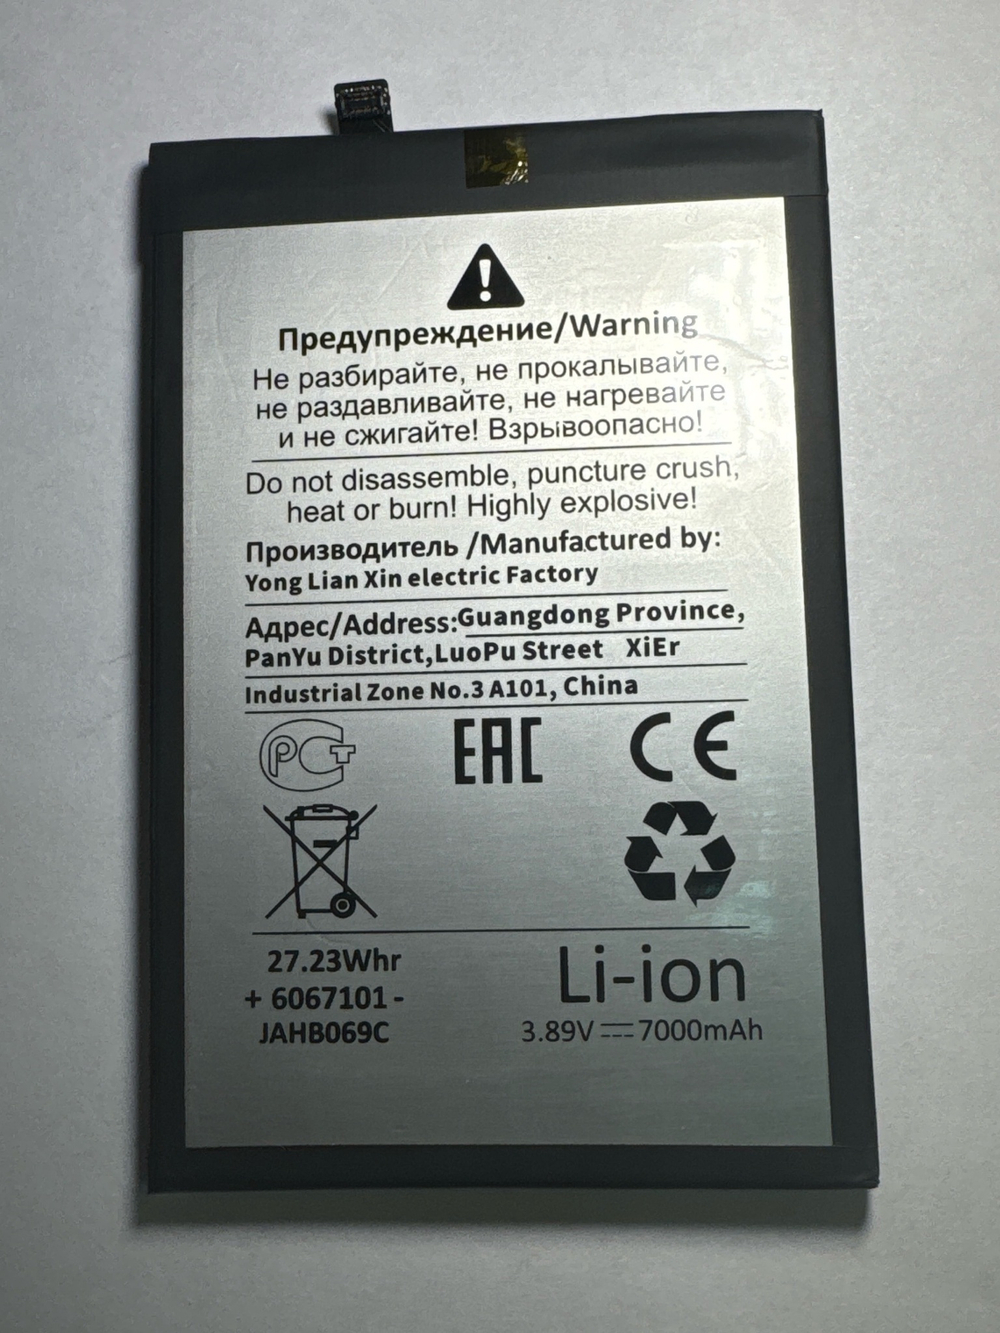 Предупреждение/Warning
Не разбирайте, не прокалывайте,
не раздавливайте, не нагревайте
и не сжигайте! Взрывоопасно!
Do not disassemble, puncture crush,
heat or burn! Highly explosive!
Производитель /Manufactured by:
Yong Lian Xin electric Factory
Адрес/Address:Guangdong Province,
PanYu District,LuoPu Street XiEr
Industrial Zone No.3 A101, China
РСТ EAC CE
27.23Whr
+ 6067101 -
JAHB069C
Li-ion
3.89V ⎓ 7000mAh